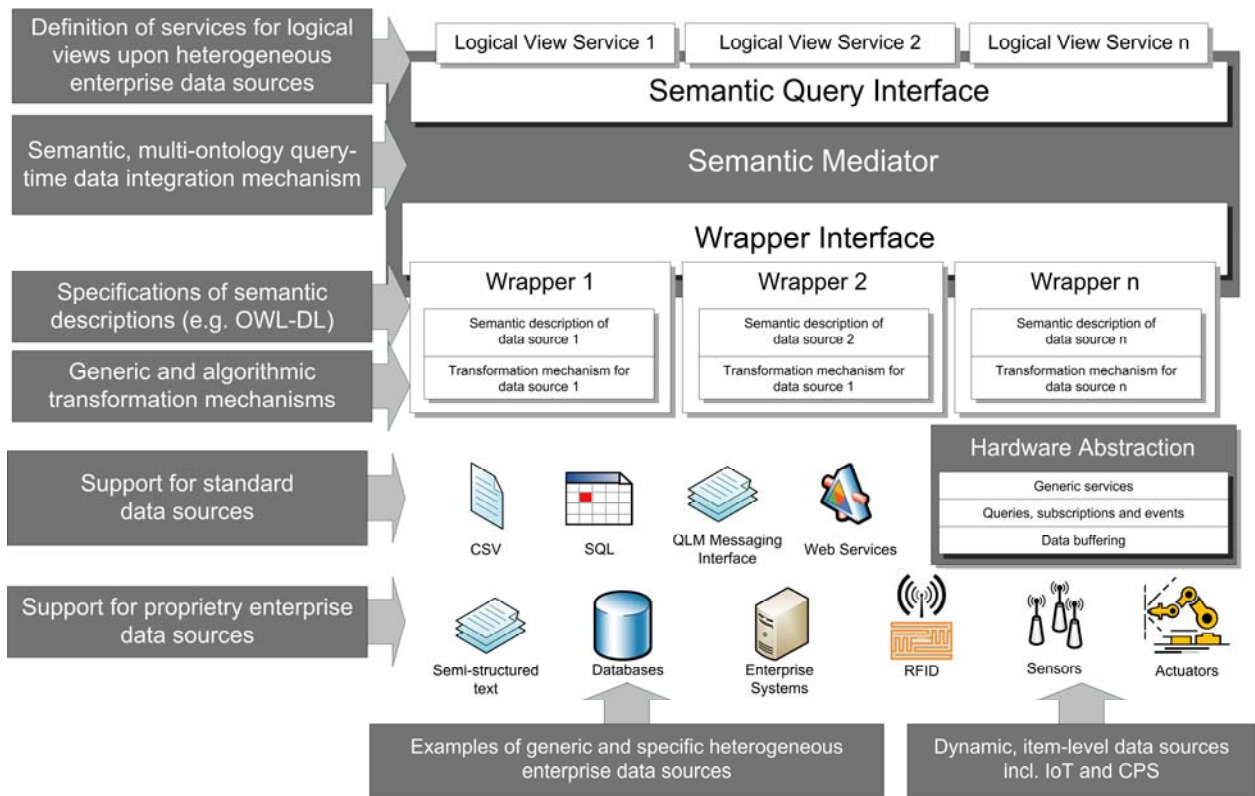 Definition of services for logical
views upon heterogeneous
enterprise data sources
Logical View Service 1
Logical View Service 2
Logical View Service n
Semantic Query Interface
Semantic, multi-ontology query-
time data integration mechanism
Semantic Mediator
Wrapper Interface
Specifications of semantic
descriptions (e.g. OWL-DL)
Generic and algorithmic
transformation mechanisms
Wrapper 1
Semantic description of
data source 1
Transformation mechanism for
data source 1
Wrapper 2
Semantic description of
data source 2
Transformation mechanism for
data source 1
Wrapper n
Semantic description of
data source n
Transformation mechanism for
data source n
Support for standard
data sources
CSV
SQL
QLM Messaging
Interface
Web Services
Hardware Abstraction
Generic services
Queries, subscriptions and events
Data buffering
Support for proprietry enterprise
data sources
Semi-structured
text
Databases
Enterprise
Systems
RFID
Sensors
Actuators
Examples of generic and specific heterogeneous
enterprise data sources
Dynamic, item-level data sources
incl. IoT and CPS